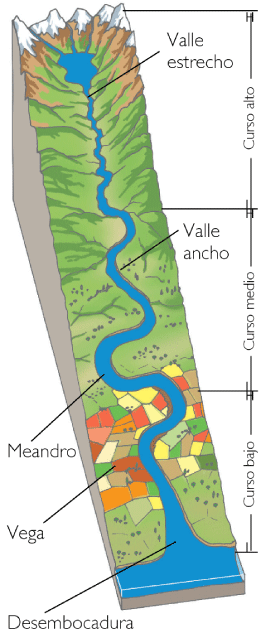 Valle
estrecho
Curso alto
Valle
ancho
Curso medio
Meandro
Curso bajo
Vega
Desembocadura